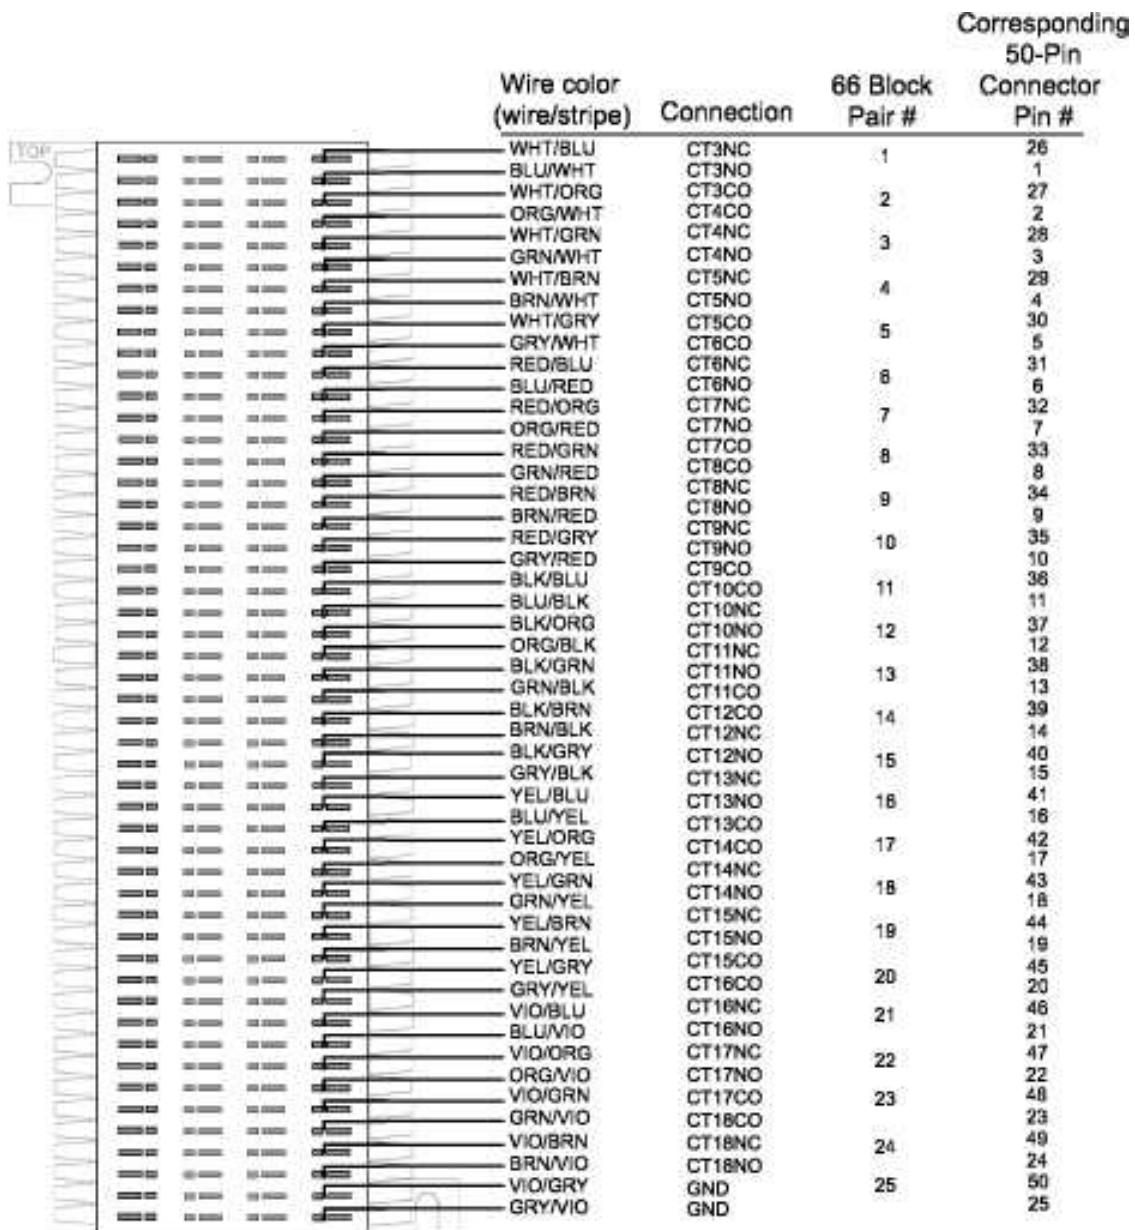 Corresponding
50-Pin
Wire color 66 Block Connector
(wire/stripe) Connection Pair # Pin #
TOP
WHT/BLU CT3NC 1 26
BLU/WHT CT3NO 1
WHT/ORG CT3CO 2 27
ORG/WHT CT4CO 2
WHT/GRN CT4NC 3 28
GRN/WHT CT4NO 3
WHT/BRN CT5NC 4 29
BRN/WHT CT5NO 4
WHT/GRY CT5CO 5 30
GRY/WHT CT6CO 5
RED/BLU CT6NC 6 31
BLU/RED CT6NO 6
RED/ORG CT7NC 7 32
ORG/RED CT7NO 7
RED/GRN CT7CO 8 33
GRN/RED CT8CO 8
RED/BRN CT8NC 9 34
BRN/RED CT8NO 9
RED/GRY CT9NC 10 35
GRY/RED CT9NO 10
BLK/BLU CT9CO 11 36
BLU/BLK CT10CO 11
BLK/ORG CT10NC 12 37
ORG/BLK CT10NO 12
BLK/GRN CT11NC 13 38
GRN/BLK CT11NO 13
BLK/BRN CT11CO 14 39
BRN/BLK CT12CO 14
BLK/GRY CT12NC 15 40
GRY/BLK CT12NO 15
YEL/BLU CT13NC 16 41
BLU/YEL CT13NO 16
YEL/ORG CT13CO 17 42
ORG/YEL CT14CO 17
YEL/GRN CT14NC 18 43
GRN/YEL CT14NO 18
YEL/BRN CT15NC 19 44
BRN/YEL CT15NO 19
YEL/GRY CT15CO 20 45
GRY/YEL CT16CO 20
VIO/BLU CT16NC 21 46
BLU/VIO CT16NO 21
VIO/ORG CT17NC 22 47
ORG/VIO CT17NO 22
VIO/GRN CT17CO 23 48
GRN/VIO CT18CO 23
VIO/BRN CT18NC 24 49
BRN/VIO CT18NO 24
VIO/GRY GND 25 50
GRY/VIO GND 25